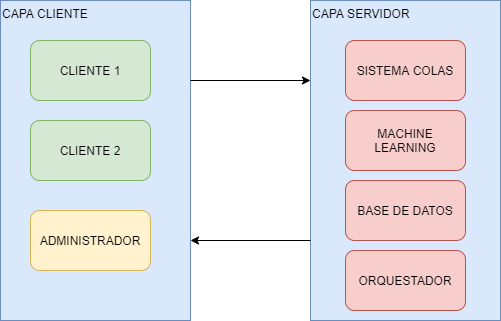 CAPA CLIENTE
CLIENTE 1
CLIENTE 2
ADMINISTRADOR
CAPA SERVIDOR
SISTEMA COLAS
MACHINE
LEARNING
BASE DE DATOS
ORQUESTADOR